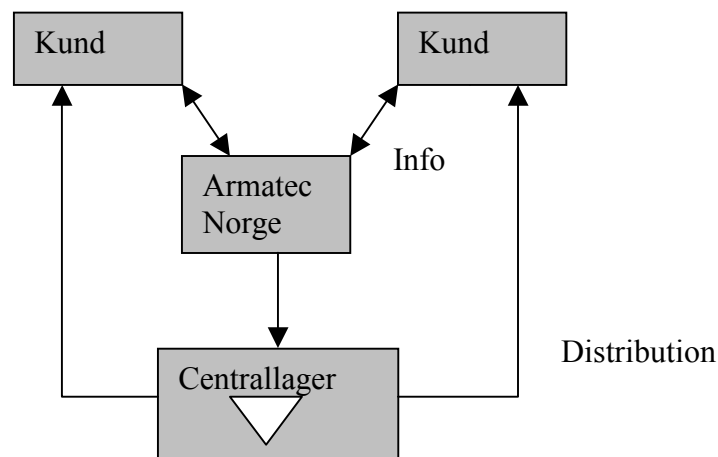 Kund
Kund
Info
Armatec
Norge
Distribution
Centrallager